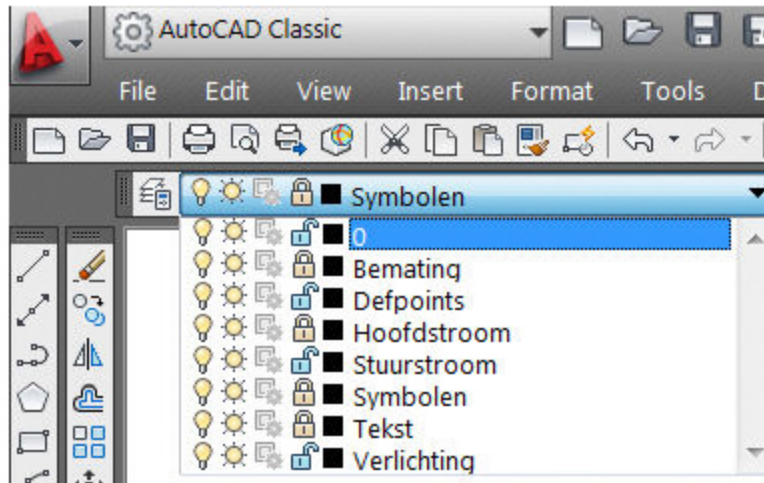 AutoCAD Classic
File Edit View Insert Format Tools
Symbolen
0
Bemating
Defpoints
Hoofdstroom
Stuurstroom
Symbolen
Tekst
Verlichting